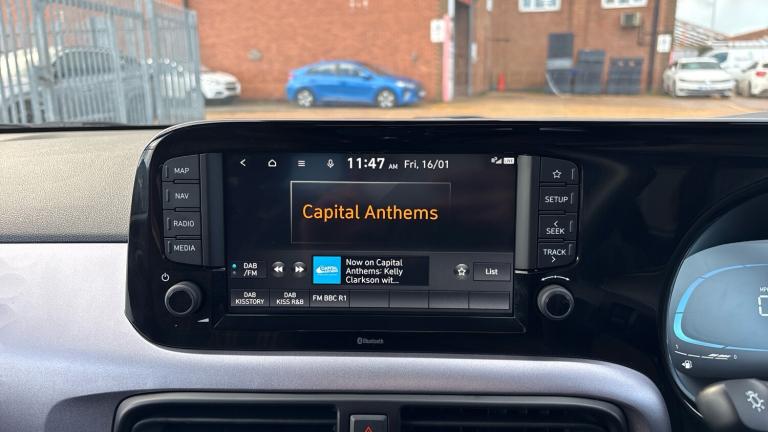 11:47 AM Fri, 16/01
MAP
NAV
RADIO
MEDIA
SETUP
< SEEK
TRACK >
Capital Anthems
DAB
/FM
Now on Capital
Anthems: Kelly
Clarkson wit...
List
DAB
KISSTORY
DAB
KISS R&B
FM BBC R1
Bluetooth